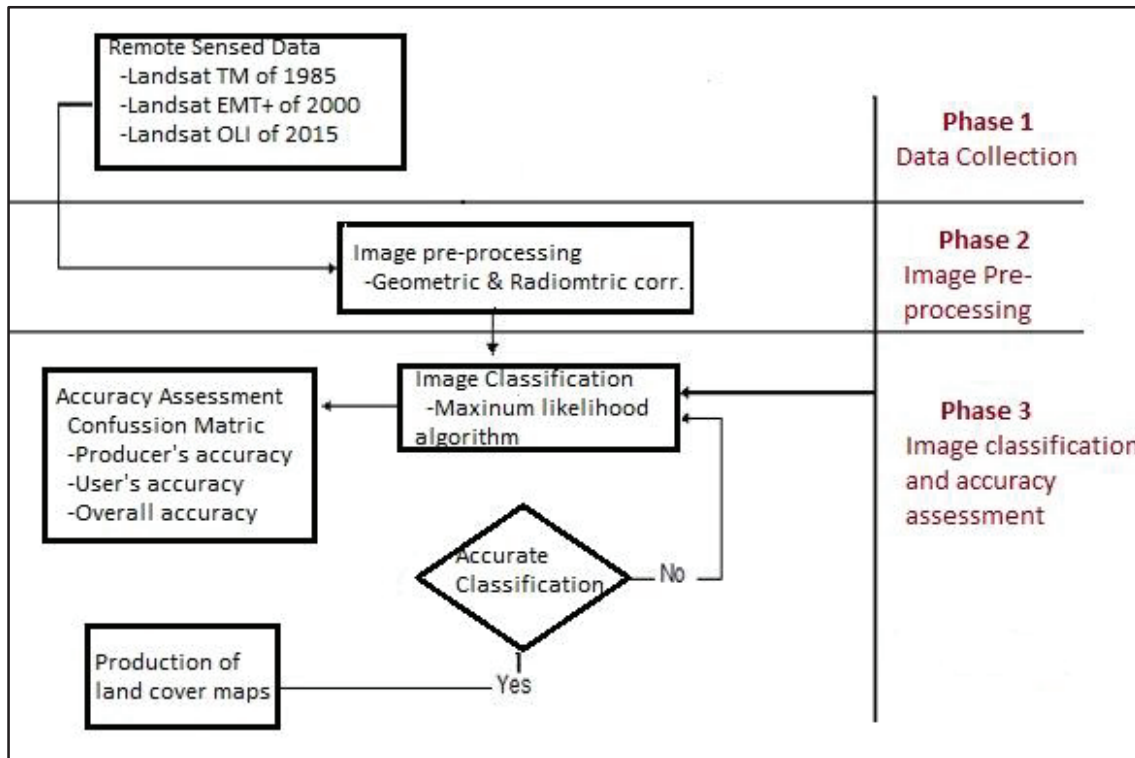 Remote Sensed Data
-Landsat TM of 1985
-Landsat EMT+ of 2000
-Landsat OLI of 2015
Phase 1
Data Collection
Image pre-processing
-Geometric & Radiomtric corr.
Phase 2
Image Pre-
processing
Image Classification
-Maxinum likelihood
algorithm
Accuracy Assessment
Confussion Matric
-Producer's accuracy
-User's accuracy
-Overall accuracy
Phase 3
Image classification
and accuracy
assessment
Accurate
Classification
No
Yes
Production of
land cover maps